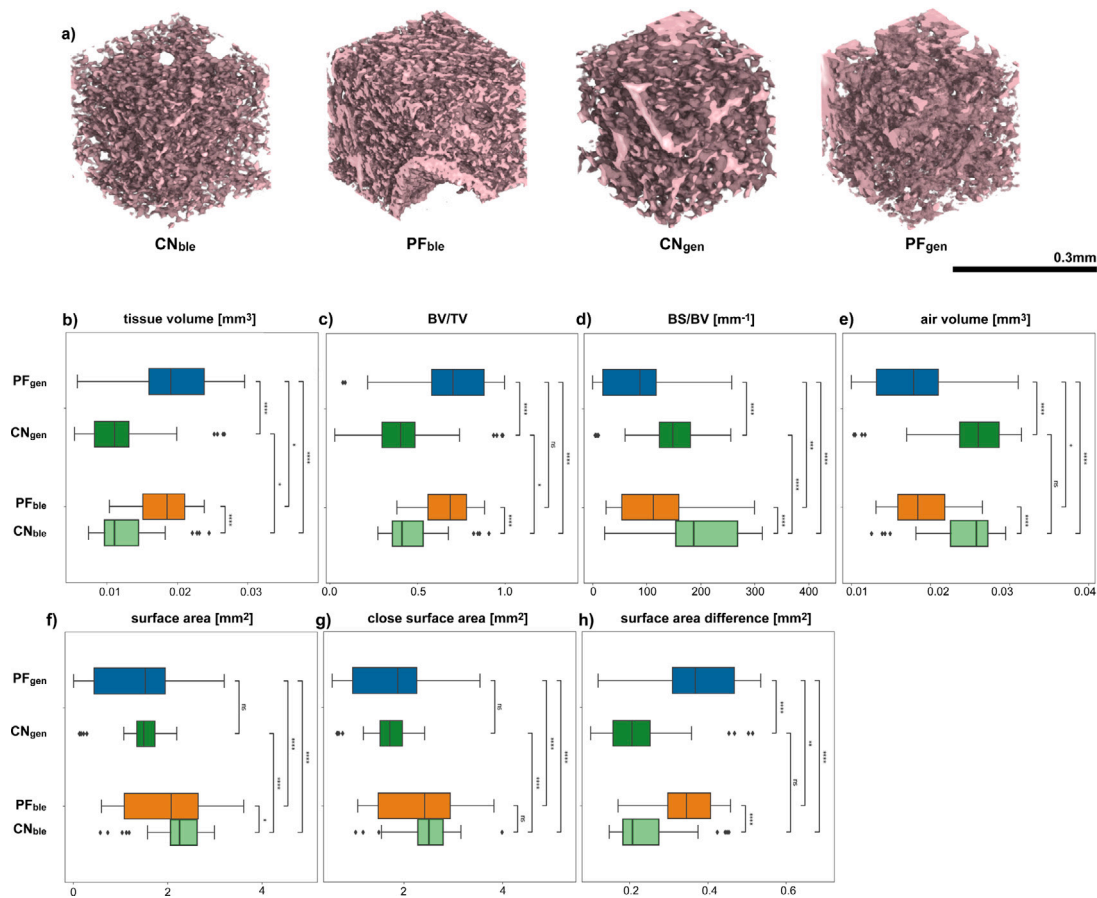 a)
CNble
PFble
CNgen
PFgen
0.3mm
b) tissue volume [mm³]
c) BV/TV
d) BS/BV [mm-1]
e) air volume [mm³]
PFgen
CNgen
PFble
CNble
****
*
*
****
****
****
ns
*
****
****
****
***
****
****
****
****
*
ns
****
****
0.01 0.02 0.03
0.0 0.5 1.0
0 100 200 300 400
0.01 0.02 0.03 0.04
f) surface area [mm²]
g) close surface area [mm²]
h) surface area difference [mm²]
PFgen
CNgen
PFble
CNble
ns
****
****
****
*
ns
****
****
****
ns
****
**
ns
****
****
0 2 4
2 4
0.2 0.4 0.6